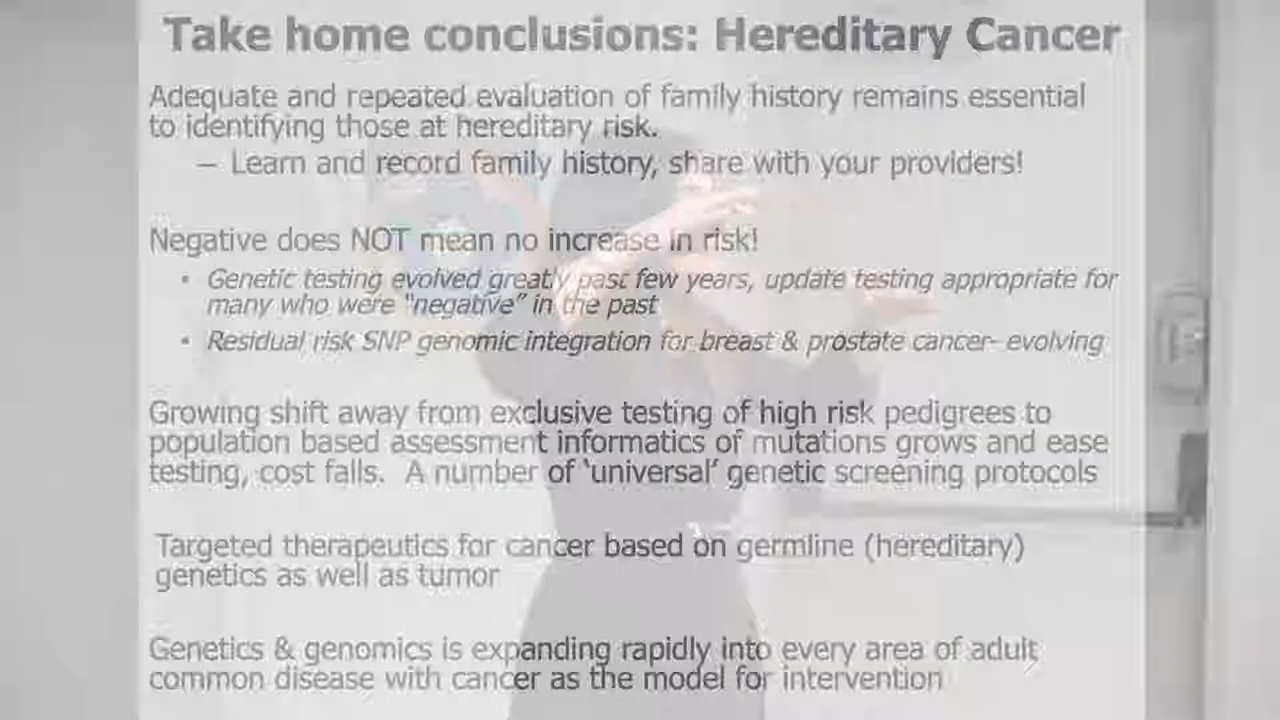 Take home conclusions: Hereditary Cancer
Adequate and repeated evaluation of family history remains essential
to identifying those at hereditary risk.
– Learn and record family history, share with your providers!
Negative does NOT mean no increase in risk!
• Genetic testing evolved greatly past few years, update testing appropriate for
many who were "negative" in the past
• Residual risk SNP genomic integration for breast & prostate cancer- evolving
Growing shift away from exclusive testing of high risk pedigrees to
population based assessment informatics of mutations grows and ease
testing, cost falls. A number of 'universal' genetic screening protocols
Targeted therapeutics for cancer based on germline (hereditary)
genetics as well as tumor
Genetics & genomics is expanding rapidly into every area of adult
common disease with cancer as the model for intervention